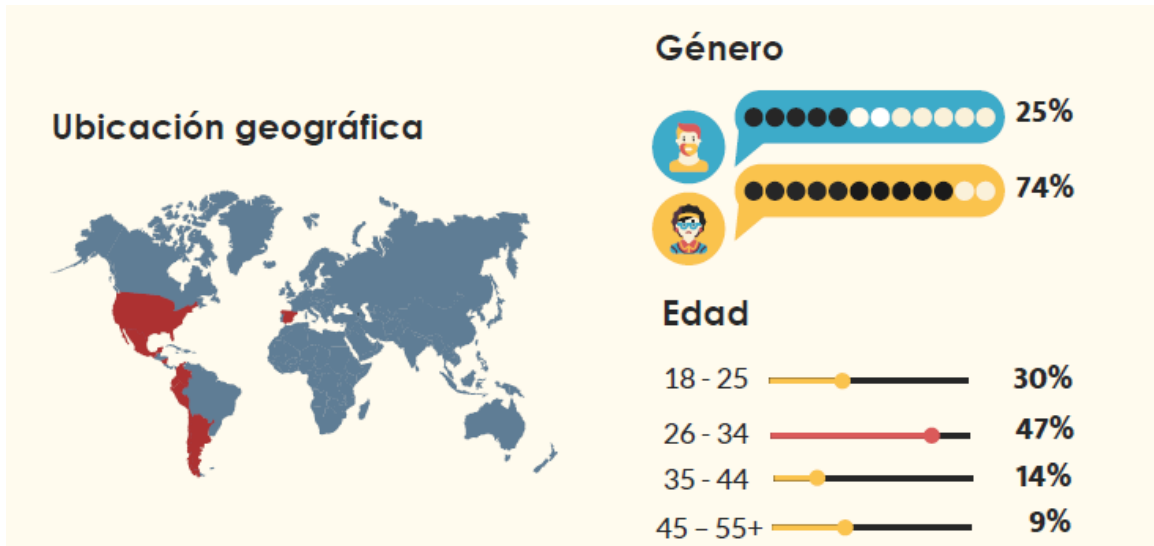 Ubicación geográfica
Género
25%
74%
Edad
18 - 25 30%
26 - 34 47%
35 - 44 14%
45 – 55+ 9%